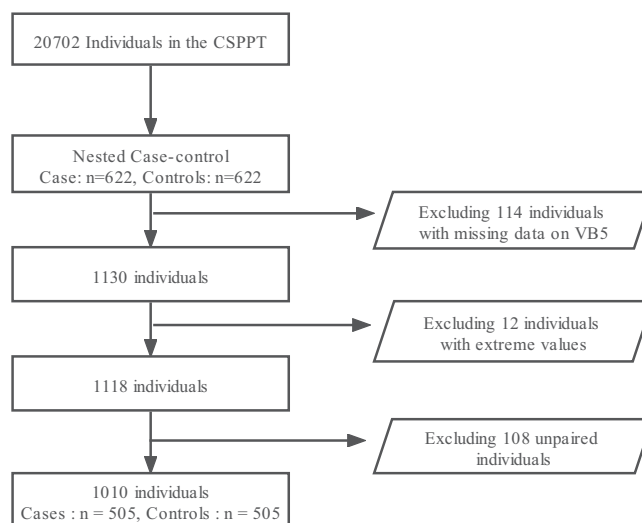 20702 Individuals in the CSPPT
Nested Case-control
Case: n=622, Controls: n=622
Excluding 114 individuals
with missing data on VB5
1130 individuals
Excluding 12 individuals
with extreme values
1118 individuals
Excluding 108 unpaired
individuals
1010 individuals
Cases : n = 505, Controls : n = 505